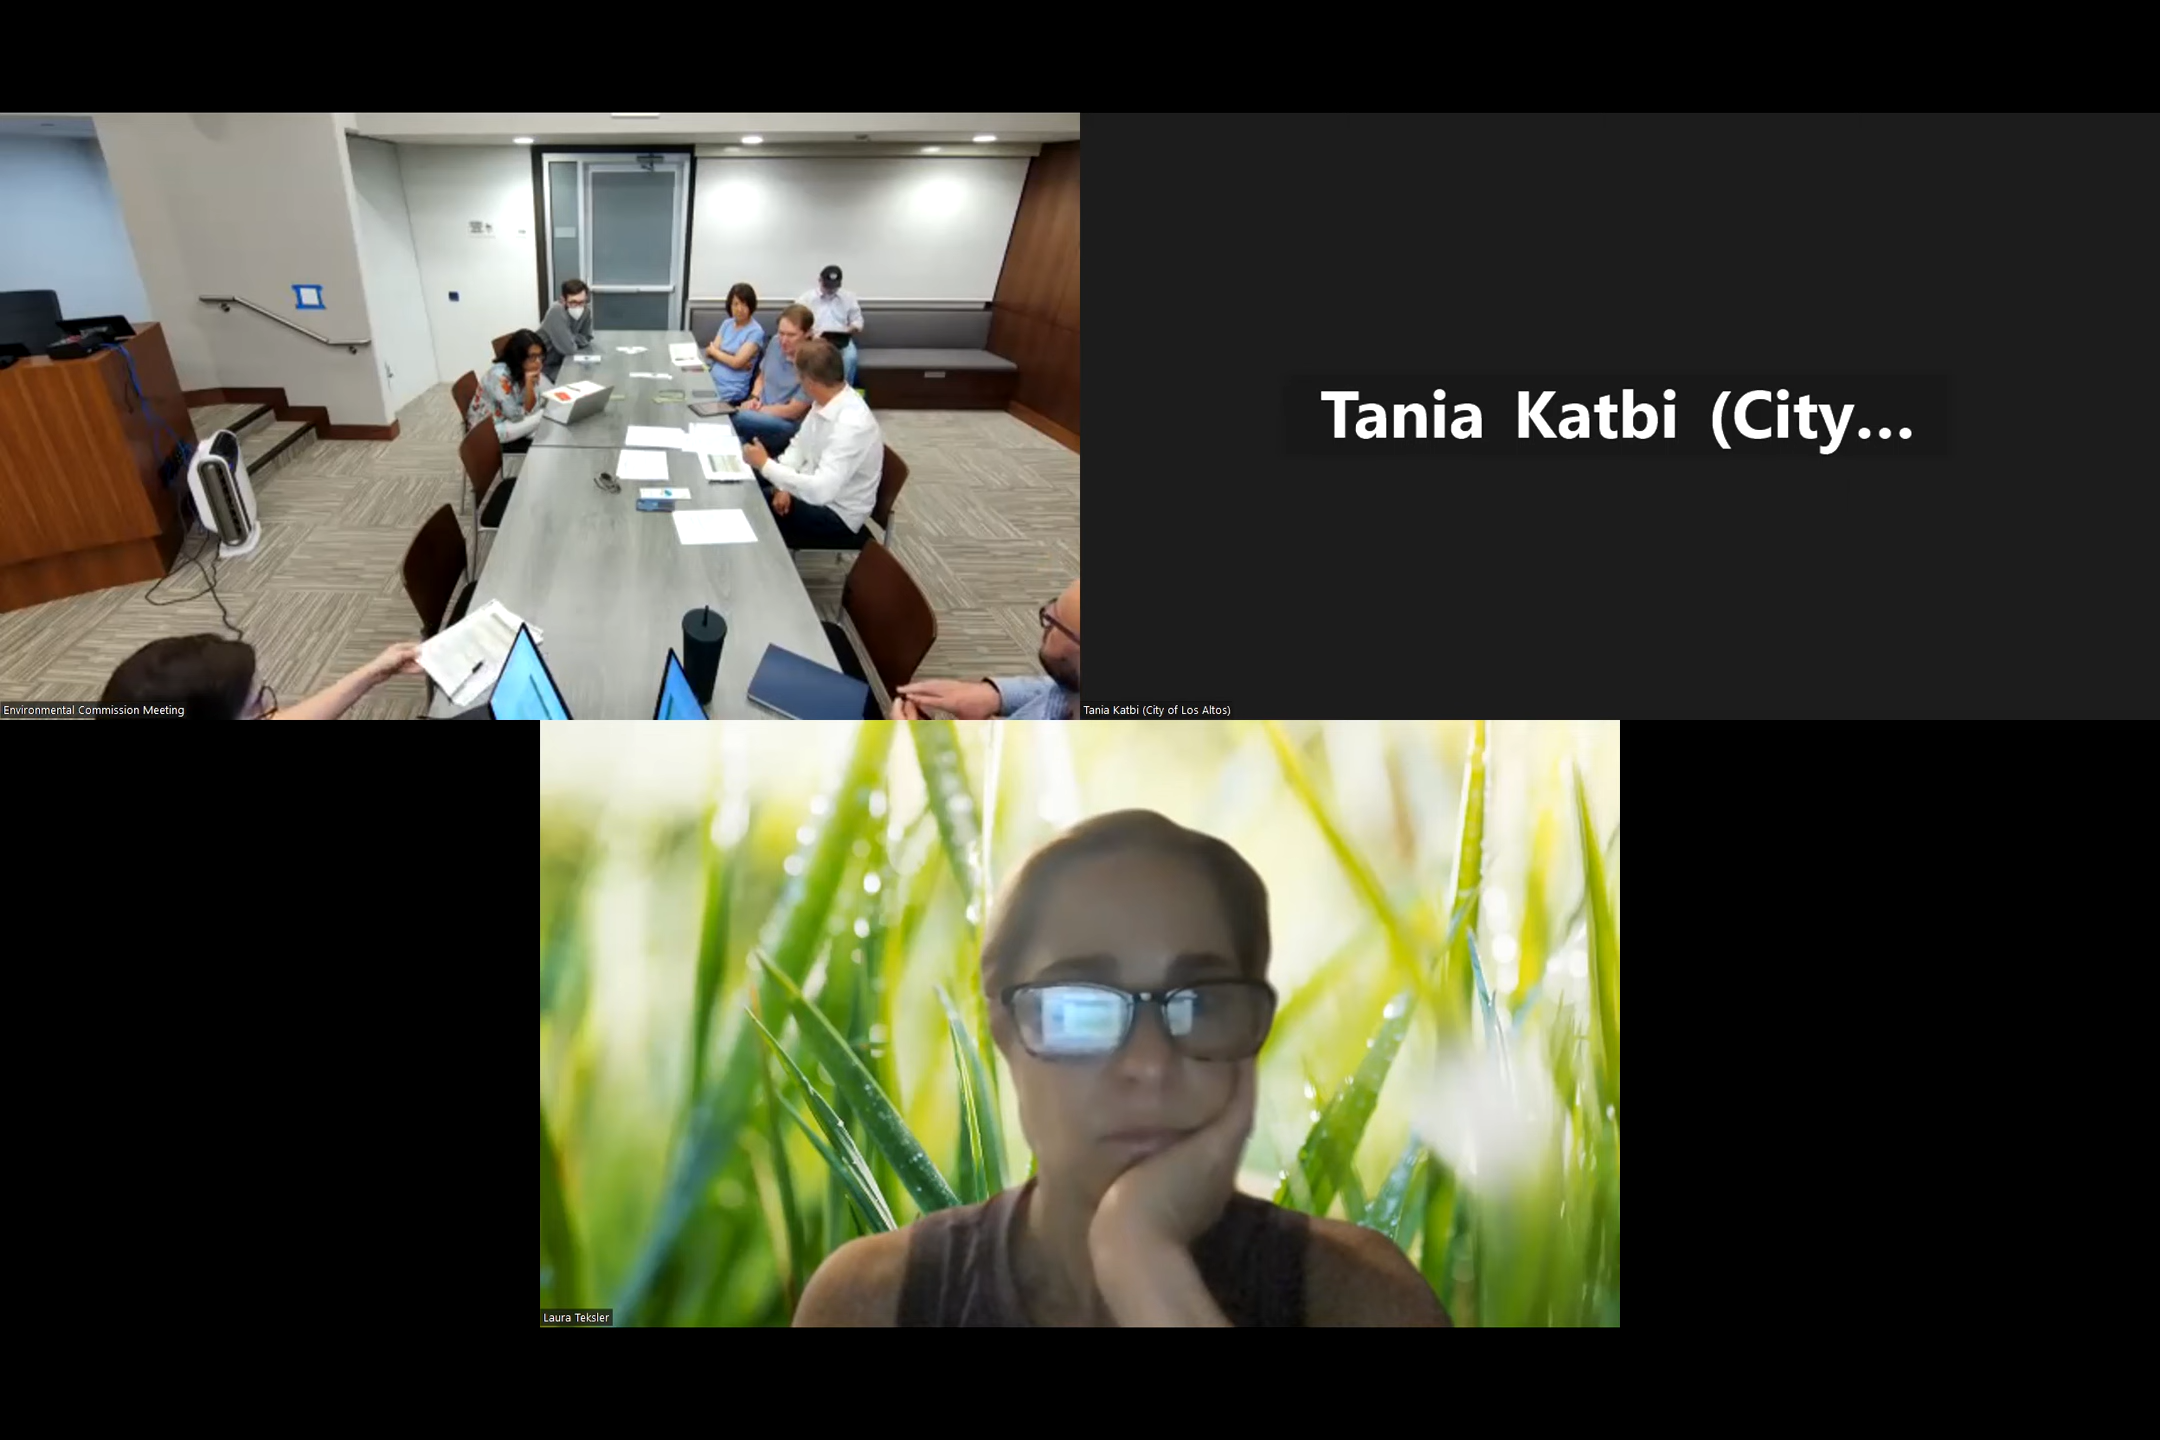 Environmental Commission Meeting
Tania Katbi (City...
Tania Katbi (City of Los Altos)
Laura Teksler